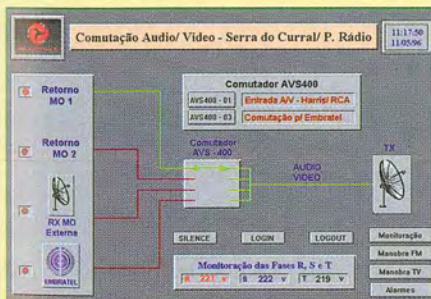 Comutação Audio/ Video - Serra do Curral/ P. Rádio
11:17:50
11/05/96
Retorno
MO 1
Retorno
MO 2
RX MO
Externa
EMBRATEL
Comutador AVS400
AVS400 - 01 Entrada A/V - Harris/ RCA
AVS400 - 03 Comutação p/ Embratel
Comutador
AVS - 400
AUDIO
VIDEO
TX
SILENCE LOGIN LOGOUT
Monitoração das Fases R, S e T
R 221 V S 222 V T 219 V
Monitoração
Manobra FM
Manobra TV
Alarmes